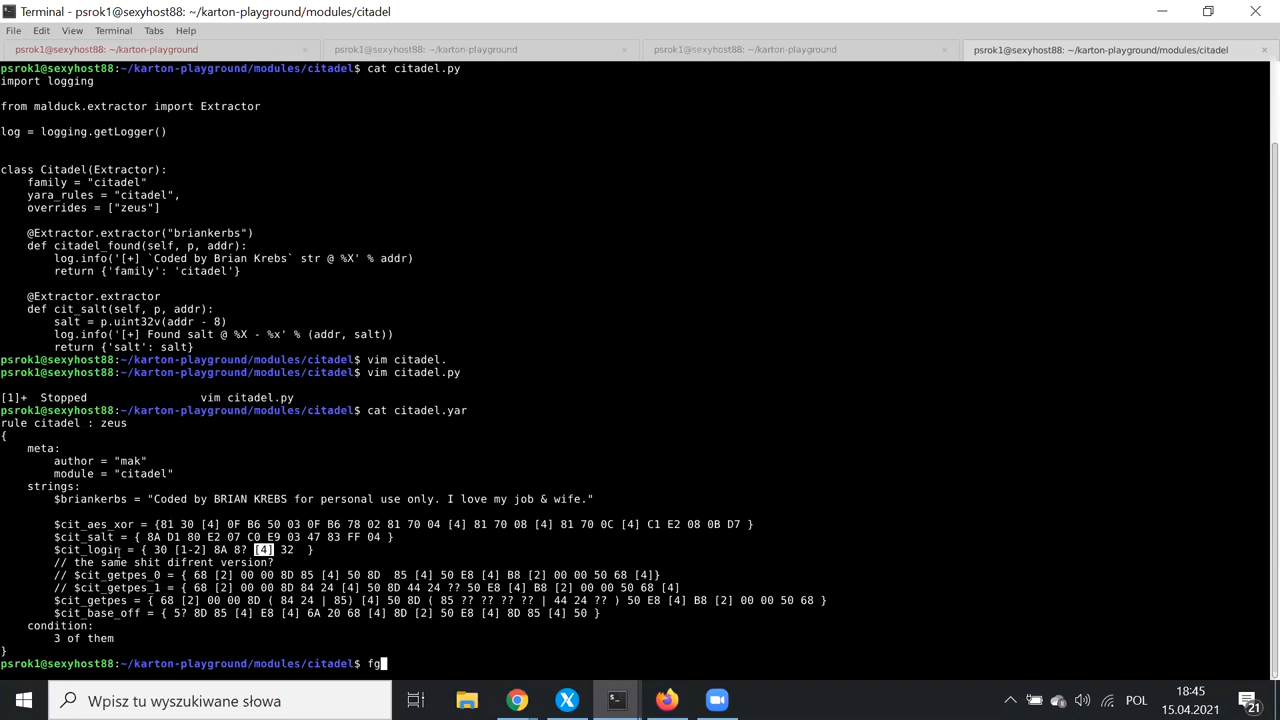 Terminal - psrok1@sexyhost88: ~/karton-playground/modules/citadel
File Edit View Terminal Tabs Help
psrok1@sexyhost88: ~/karton-playground × psrok1@sexyhost88: ~/karton-playground × psrok1@sexyhost88: ~/karton-playground × psrok1@sexyhost88: ~/karton-playground/modules/citadel ×
psrok1@sexyhost88:~/karton-playground/modules/citadel$ cat citadel.py
import logging
from malduck.extractor import Extractor
log = logging.getLogger()
class Citadel(Extractor):
    family = "citadel"
    yara_rules = "citadel",
    overrides = ["zeus"]
    @Extractor.extractor("briankerbs")
    def citadel_found(self, p, addr):
        log.info('[+] `Coded by Brian Krebs` str @ %X' % addr)
        return {'family': 'citadel'}
    @Extractor.extractor
    def cit_salt(self, p, addr):
        salt = p.uint32v(addr - 8)
        log.info('[+] Found salt @ %X - %x' % (addr, salt))
        return {'salt': salt}
psrok1@sexyhost88:~/karton-playground/modules/citadel$ vim citadel.
psrok1@sexyhost88:~/karton-playground/modules/citadel$ vim citadel.py
[1]+  Stopped                 vim citadel.py
psrok1@sexyhost88:~/karton-playground/modules/citadel$ cat citadel.yar
rule citadel : zeus
{
    meta:
        author = "mak"
        module = "citadel"
    strings:
        $briankerbs = "Coded by BRIAN KREBS for personal use only. I love my job & wife."
        $cit_aes_xor = {81 30 [4] 0F B6 50 03 0F B6 78 02 81 70 04 [4] 81 70 08 [4] 81 70 0C [4] C1 E2 08 0B D7 }
        $cit_salt = { 8A D1 80 E2 07 C0 E9 03 47 83 FF 04 }
        $cit_login = { 30 [1-2] 8A 8? [4] 32  }
        // the same shit difrent version?
        // $cit_getpes_0 = { 68 [2] 00 00 8D 85 [4] 50 8D  85 [4] 50 E8 [4] B8 [2] 00 00 50 68 [4]}
        // $cit_getpes_1 = { 68 [2] 00 00 8D 84 24 [4] 50 8D 44 24 ?? 50 E8 [4] B8 [2] 00 00 50 68 [4]
        $cit_getpes = { 68 [2] 00 00 8D ( 84 24 | 85) [4] 50 8D ( 85 ?? ?? ?? ?? | 44 24 ?? ) 50 E8 [4] B8 [2] 00 00 50 68 }
        $cit_base_off = { 5? 8D 85 [4] E8 [4] 6A 20 68 [4] 8D [2] 50 E8 [4] 8D 85 [4] 50 }
    condition:
        3 of them
}
psrok1@sexyhost88:~/karton-playground/modules/citadel$ fg
Wpisz tu wyszukiwane słowa
POL
18:45
15.04.2021
21